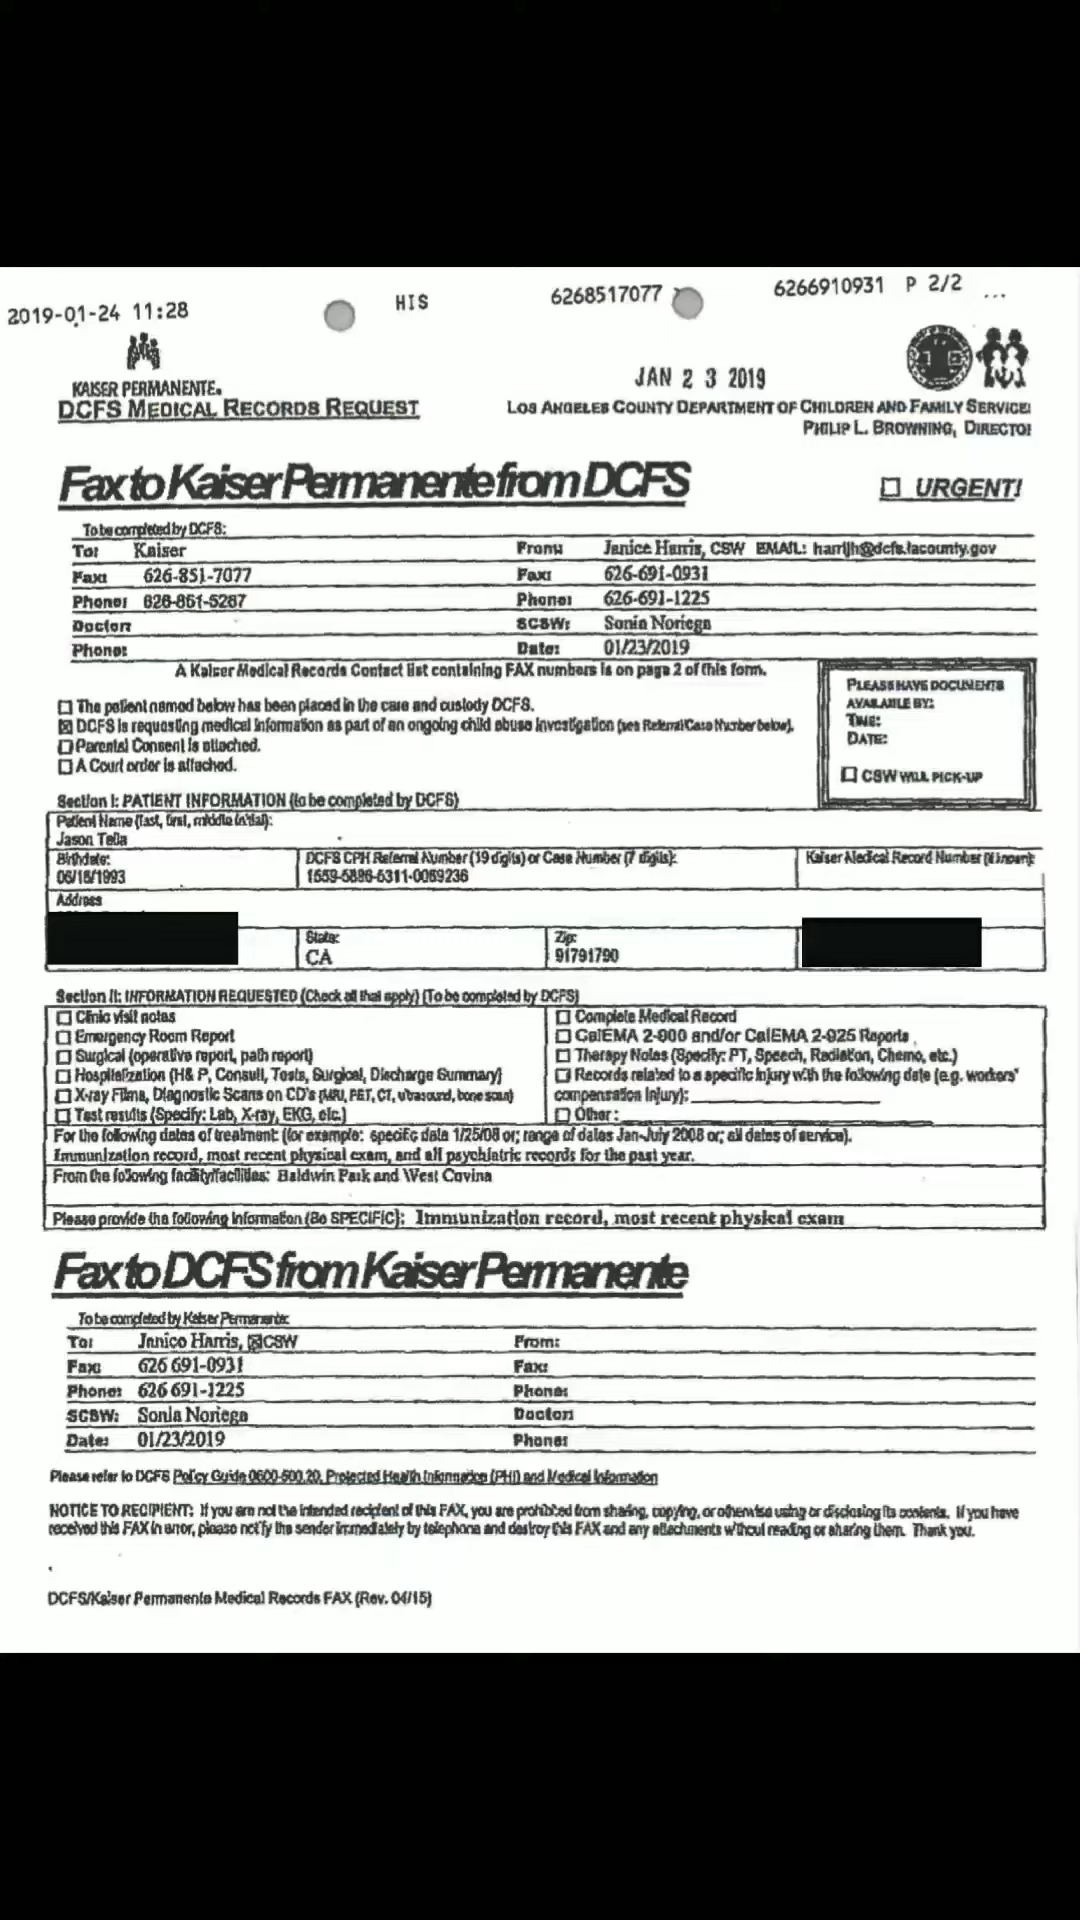 2019-01-24 11:28 HIS 6268517077 6266910931 P 2/2
KAISER PERMANENTE.
JAN 23 2019
DCFS MEDICAL RECORDS REQUEST
LOS ANGELES COUNTY DEPARTMENT OF CHILDREN AND FAMILY SERVICE
PHILIP L. BROWNING, DIRECTO
Fax to Kaiser Permanente from DCFS
☐ URGENT!
To be completed by DCFS:
To: Kaiser From: Janice Harris, CSW EMAIL: harrijh@dcfs.lacounty.gov
Fax: 626-851-7077 Fax: 626-691-0931
Phone: 626-851-5287 Phone: 626-691-1225
Doctor: SCSW: Sonia Noriega
Phone: Date: 01/23/2019
A Kaiser Medical Records Contact list containing FAX numbers is on page 2 of this form.
☐ The patient named below has been placed in the care and custody DCFS.
☒ DCFS is requesting medical information as part of an ongoing child abuse investigation (see Referral/Case Number below).
☐ Parental Consent is attached.
☐ A Court order is attached.
PLEASE HAVE DOCUMENTS
AVAILABLE BY:
TIME:
DATE:
☐ CSW WILL PICK-UP
Section I: PATIENT INFORMATION (to be completed by DCFS)
Patient Name (last, first, middle initial):
Jason Tella
Birthdate: DCFS CPH Referral Number (19 digits) or Case Number (7 digits): Kaiser Medical Record Number (if known):
06/16/1993 1559-5886-6311-0069236
Address
State: Zip:
CA 91791790
Section II: INFORMATION REQUESTED (Check all that apply) (To be completed by DCFS)
☐ Clinic visit notes ☐ Complete Medical Record
☐ Emergency Room Report ☐ CalEMA 2-900 and/or CalEMA 2-925 Reports
☐ Surgical (operative report, path report) ☐ Therapy Notes (Specify: PT, Speech, Radiation, Chemo, etc.)
☐ Hospitalization (H& P, Consult, Tests, Surgical, Discharge Summary) ☐ Records related to a specific injury with the following date (e.g. workers'
☐ X-ray Films, Diagnostic Scans on CD's (MRI, PET, CT, ultrasound, bone scan) compensation injury):
☐ Test results (Specify: Lab, X-ray, EKG, etc.) ☐ Other:
For the following dates of treatment: (for example: specific date 1/25/08 or; range of dates Jan-July 2008 or; all dates of service).
Immunization record, most recent physical exam, and all psychiatric records for the past year.
From the following facility/facilities: Baldwin Park and West Covina
Please provide the following information (Be SPECIFIC): Immunization record, most recent physical exam
Fax to DCFS from Kaiser Permanente
To be completed by Kaiser Permanente:
To: Janice Harris, ☒CSW From:
Fax: 626 691-0931 Fax:
Phone: 626 691-1225 Phone:
SCSW: Sonia Noriega Doctor:
Date: 01/23/2019 Phone:
Please refer to DCFS Policy Guide 0600-500.20, Protected Health Information (PHI) and Medical Information
NOTICE TO RECIPIENT: If you are not the intended recipient of this FAX, you are prohibited from sharing, copying, or otherwise using or disclosing its contents. If you have
received this FAX in error, please notify the sender immediately by telephone and destroy this FAX and any attachments without reading or sharing them. Thank you.
DCFS/Kaiser Permanente Medical Records FAX (Rev. 04/15)